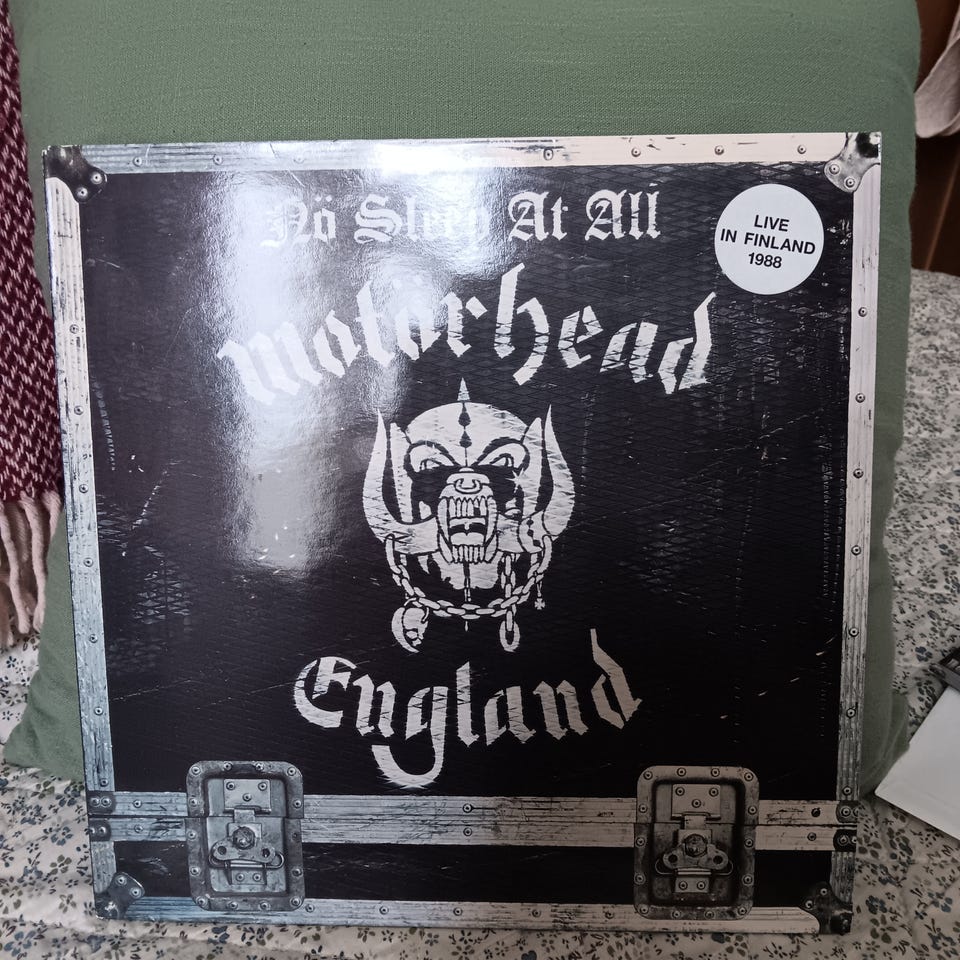 Nö Sleep At All
LIVE
IN FINLAND
1988
motörhead
England